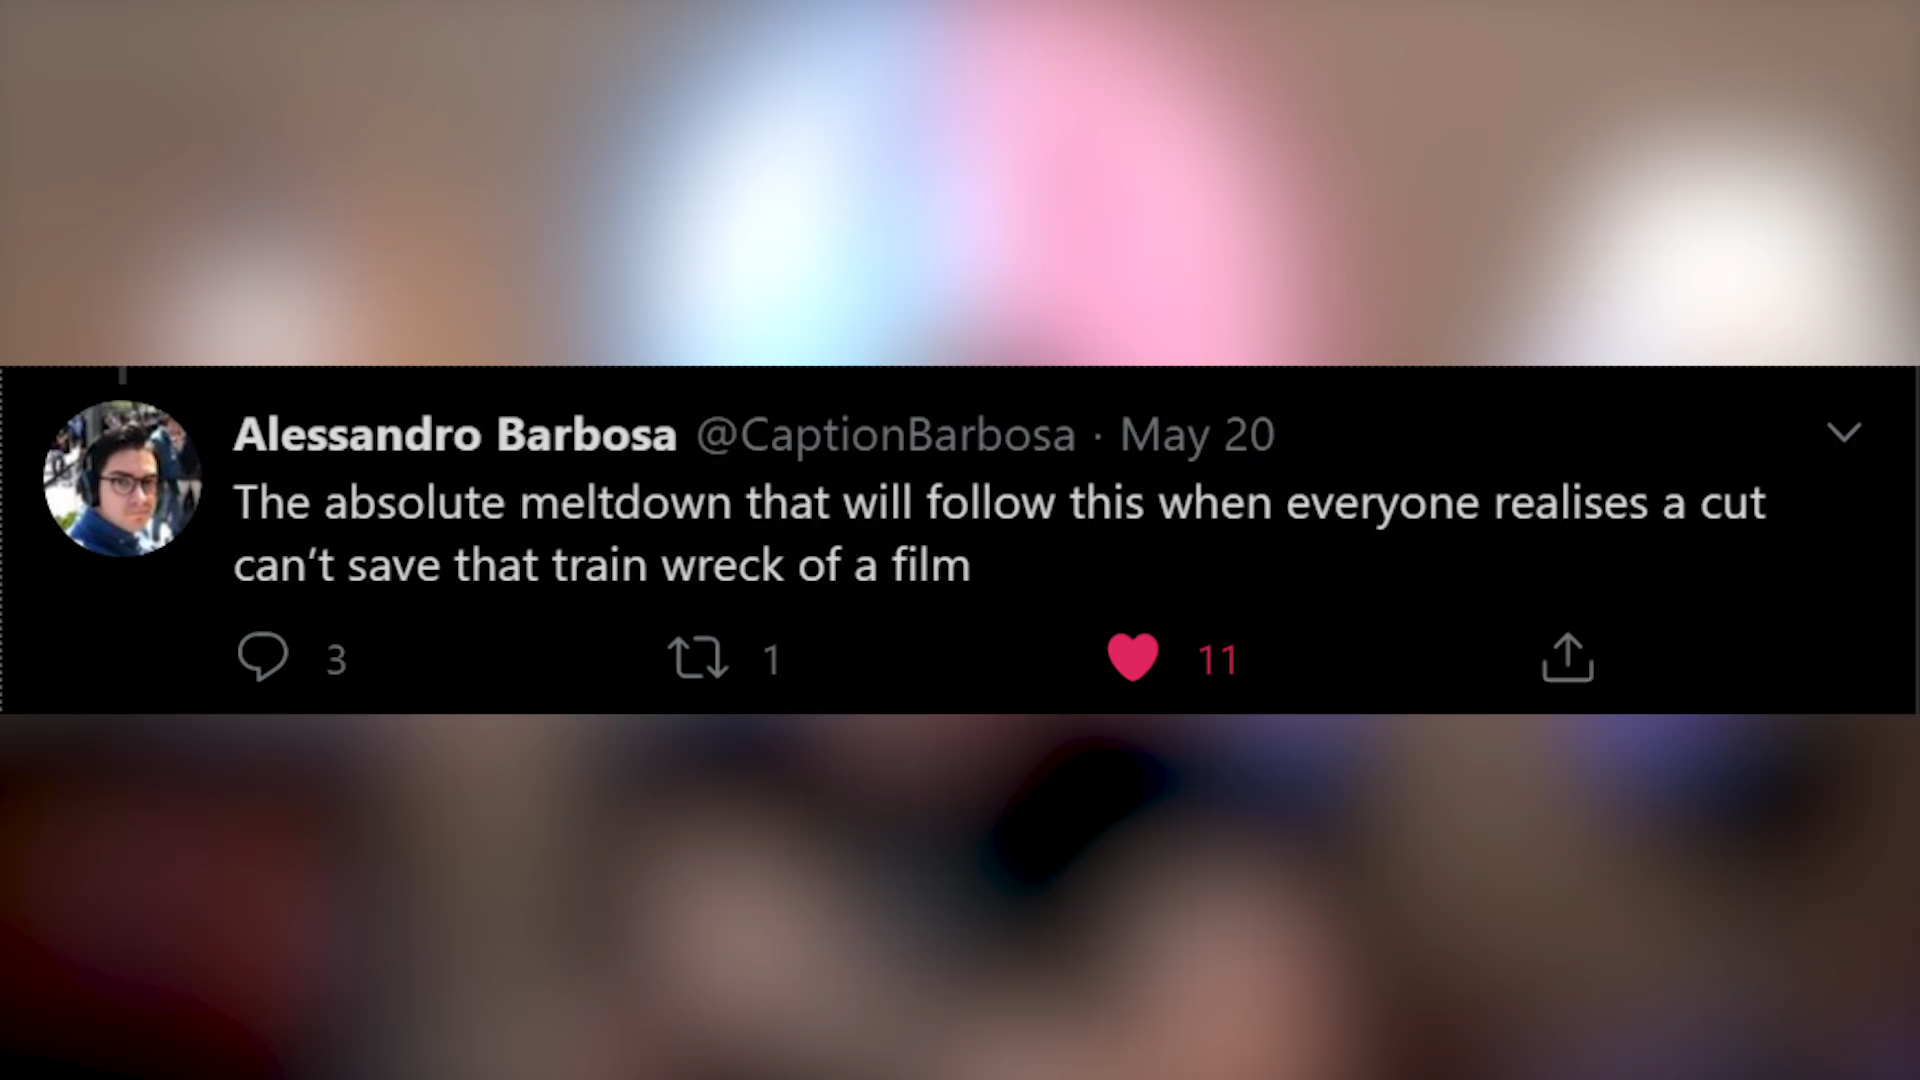 Alessandro Barbosa @CaptionBarbosa · May 20
The absolute meltdown that will follow this when everyone realises a cut
can’t save that train wreck of a film
3 1 11